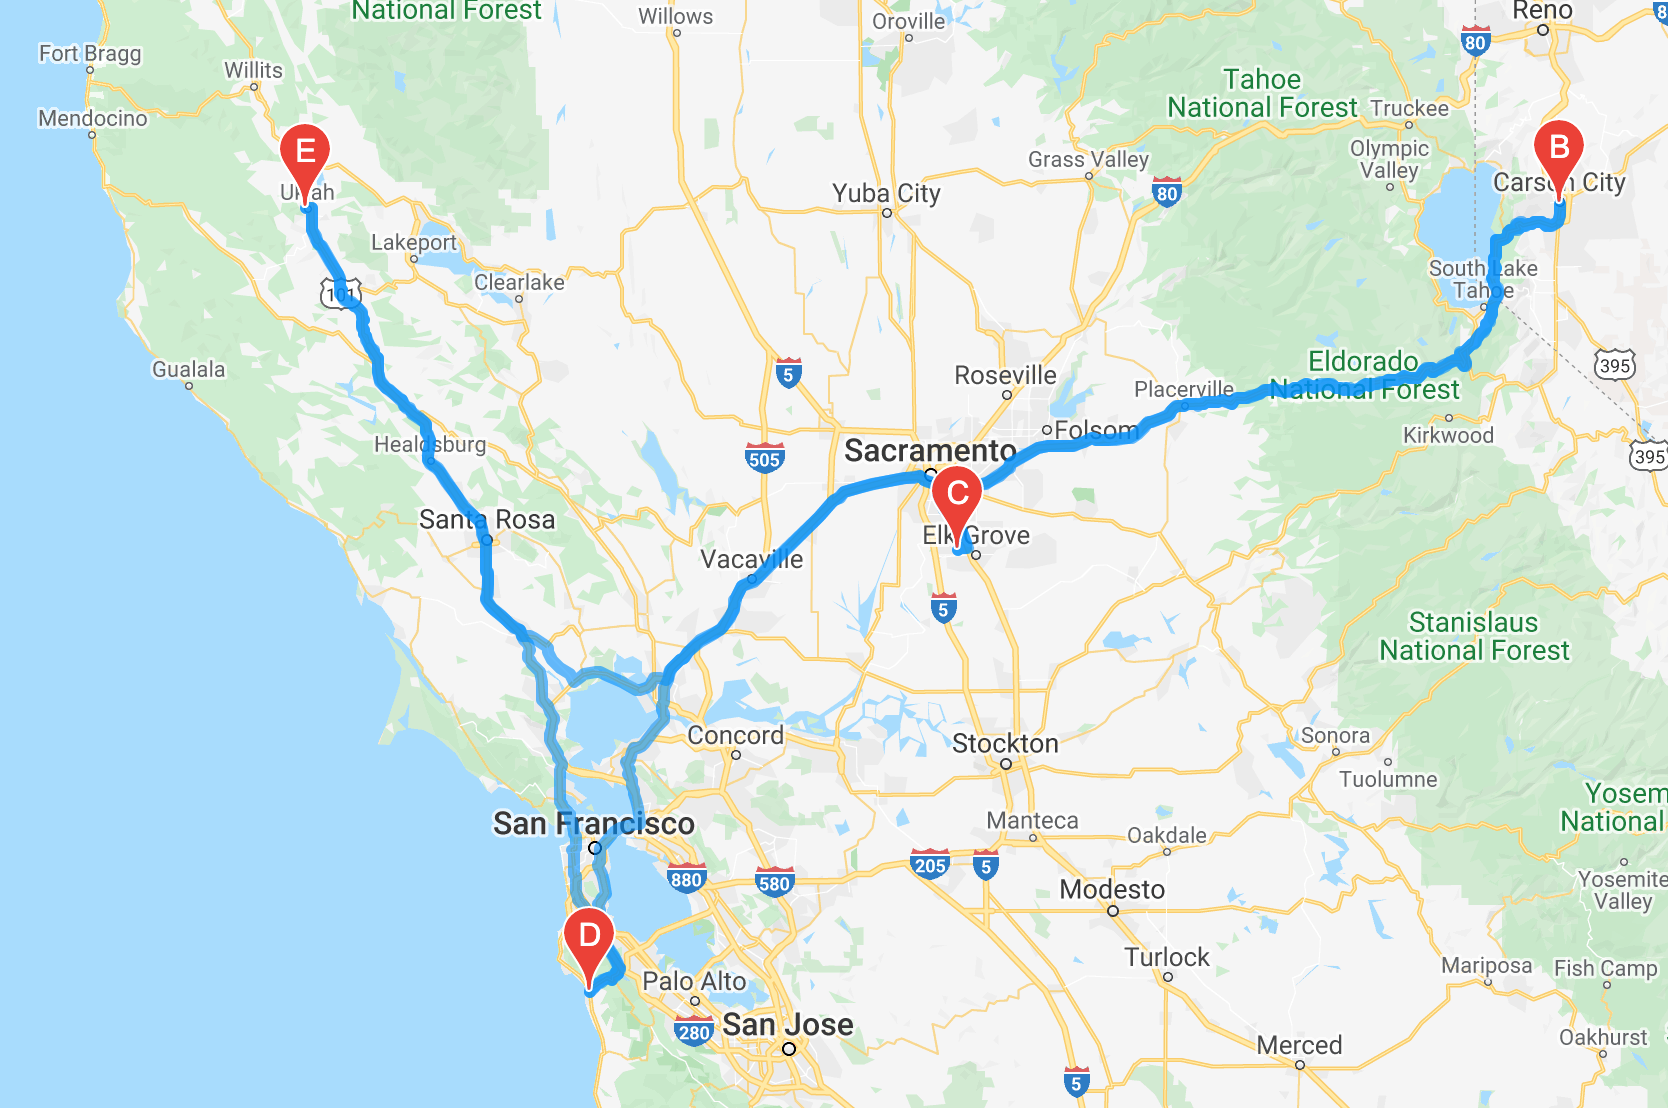 National Forest
Willows
Oroville
Reno
Fort Bragg
80
Willits
Tahoe
National Forest
Truckee
Mendocino
Olympic
Valley
E
B
Grass Valley
80
Yuba City
Carson City
Ukiah
Lakeport
Clearlake
South Lake
Tahoe
101
Gualala
5
Roseville
Eldorado
National Forest
395
Placerville
Folsom
Kirkwood
Healdsburg
505
Sacramento
395
C
Santa Rosa
Elk Grove
Vacaville
5
Stanislaus
National Forest
Concord
Stockton
Sonora
Tuolumne
Yosem
National
San Francisco
Manteca
Oakdale
880
580
205
5
Modesto
Yosemite
Valley
D
Turlock
Mariposa
Fish Camp
Palo Alto
280
San Jose
Merced
Oakhurst
5